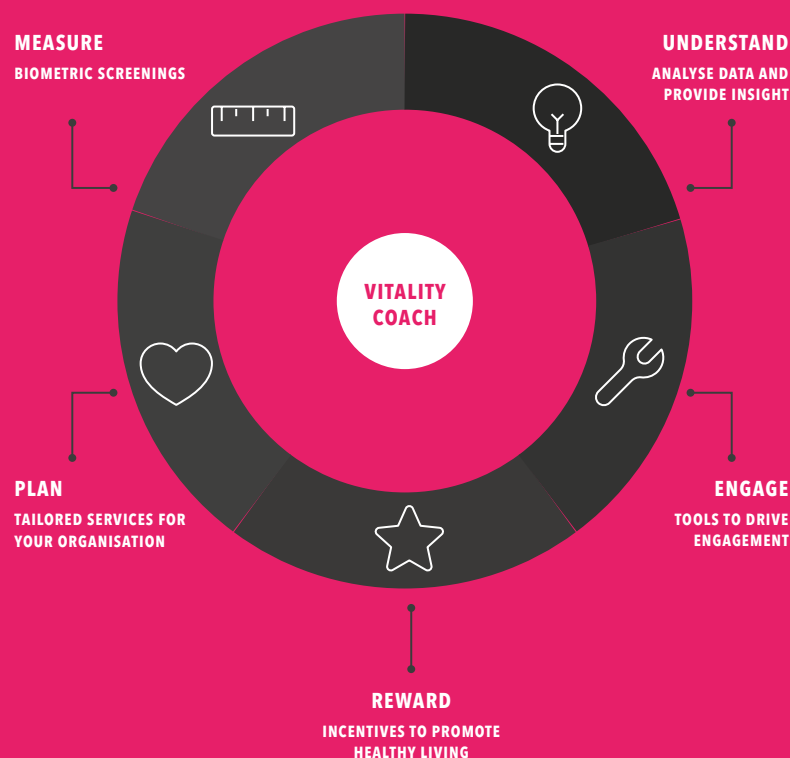 MEASURE
BIOMETRIC SCREENINGS
UNDERSTAND
ANALYSE DATA AND
PROVIDE INSIGHT
VITALITY
COACH
PLAN
TAILORED SERVICES FOR
YOUR ORGANISATION
ENGAGE
TOOLS TO DRIVE
ENGAGEMENT
REWARD
INCENTIVES TO PROMOTE
HEALTHY LIVING